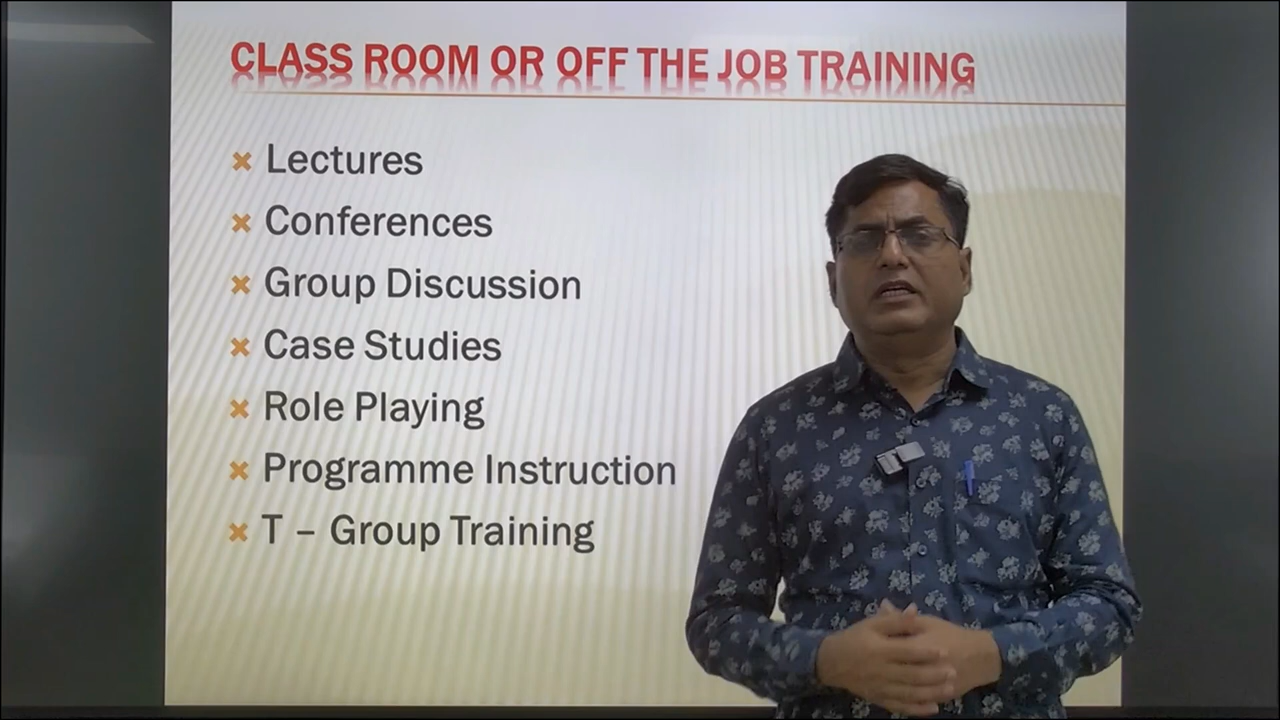 CLASS ROOM OR OFF THE JOB TRAINING
Lectures
Conferences
Group Discussion
Case Studies
Role Playing
Programme Instruction
T – Group Training